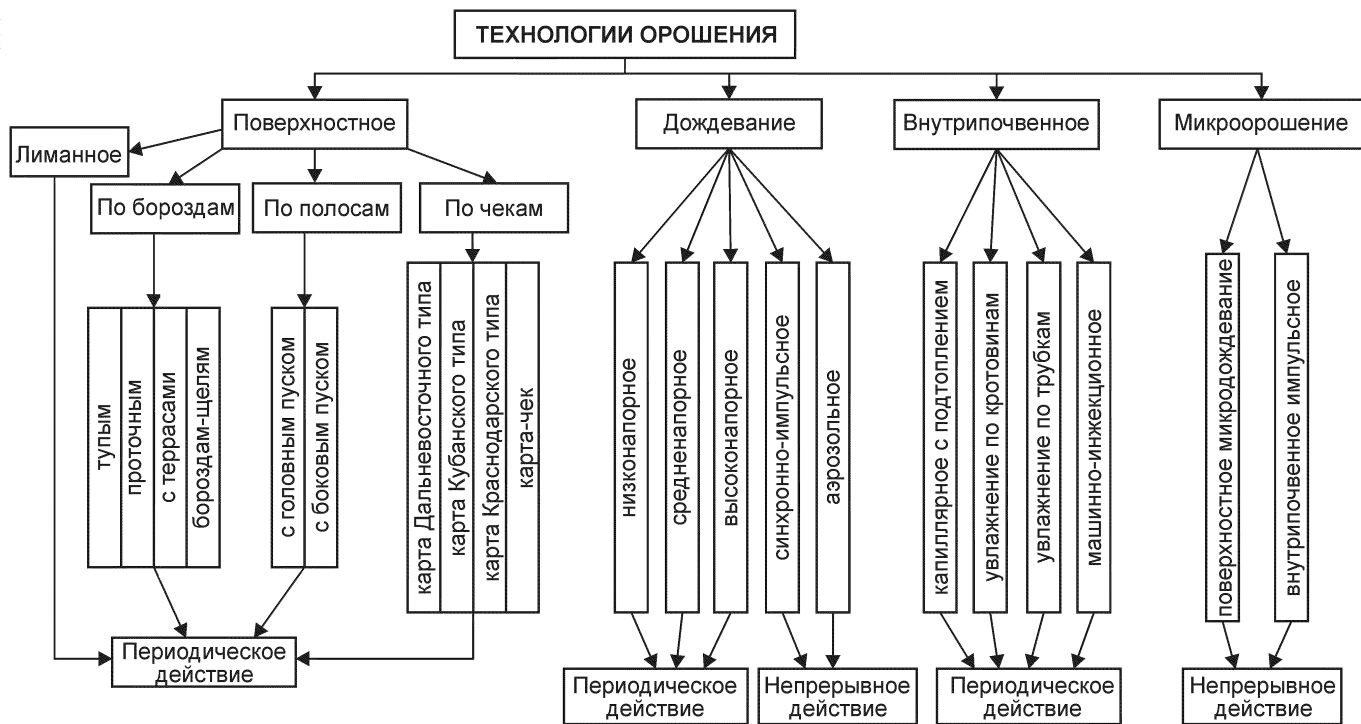 ТЕХНОЛОГИИ ОРОШЕНИЯ
Поверхностное
Дождевание
Внутрипочвенное
Микроорошение
Лиманное
По бороздам
По полосам
По чекам
тупым
проточным
с террасами
бороздам-щелям
с головным пуском
с боковым пуском
карта Дальневосточного типа
карта Кубанского типа
карта Краснодарского типа
карта-чек
низконапорное
средненапорное
высоконапорное
синхронно-импульсное
аэрозольное
капиллярное с подтоплением
увлажнение по кротовинам
увлажнение по трубкам
машинно-инжекционное
поверхностное микродождевание
внутрипочвенное импульсное
Периодическое
действие
Периодическое
действие
Непрерывное
действие
Периодическое
действие
Непрерывное
действие